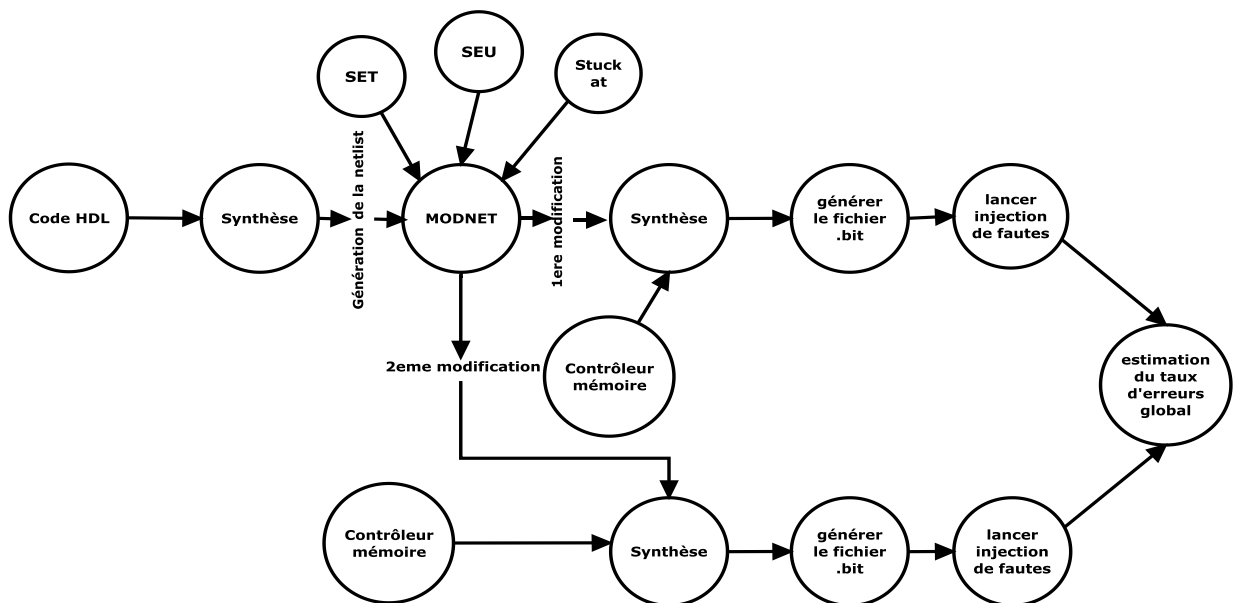 SET
SEU
Stuck
at
Code HDL
Synthèse
Génération de la netlist
MODNET
1ere modification
Synthèse
générer
le fichier
.bit
lancer
injection
de fautes
2eme modification
Contrôleur
mémoire
estimation
du taux
d'erreurs
global
Contrôleur
mémoire
Synthèse
générer
le fichier
.bit
lancer
injection
de fautes